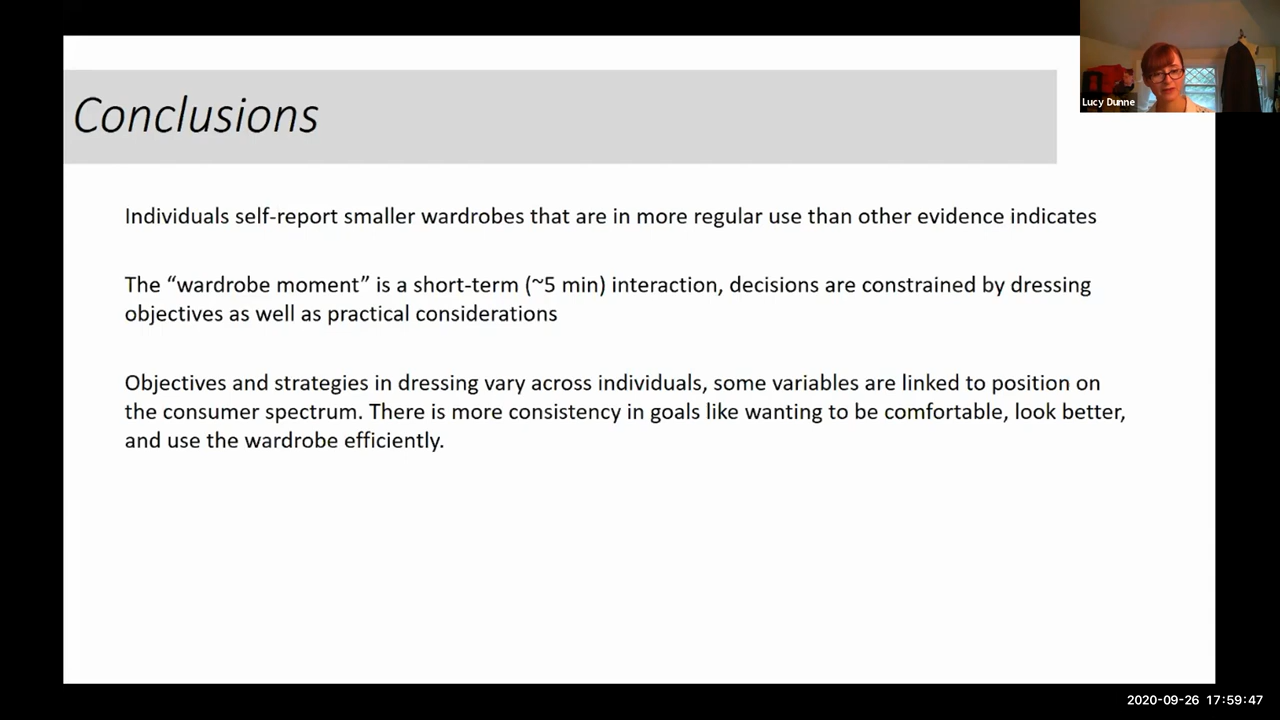 Conclusions
Lucy Dunne
Individuals self-report smaller wardrobes that are in more regular use than other evidence indicates
The “wardrobe moment” is a short-term (~5 min) interaction, decisions are constrained by dressing
objectives as well as practical considerations
Objectives and strategies in dressing vary across individuals, some variables are linked to position on
the consumer spectrum. There is more consistency in goals like wanting to be comfortable, look better,
and use the wardrobe efficiently.
2020-09-26 17:59:47